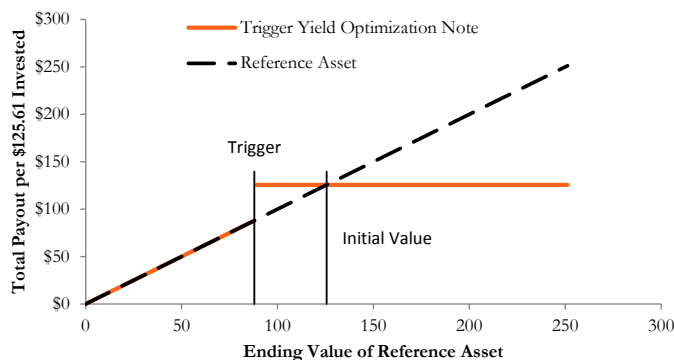 $300
$250
$200
$150
$100
$50
$0
Total Payout per $125.61 Invested
Trigger Yield Optimization Note
Reference Asset
Trigger
Initial Value
0
50
100
150
200
250
300
Ending Value of Reference Asset